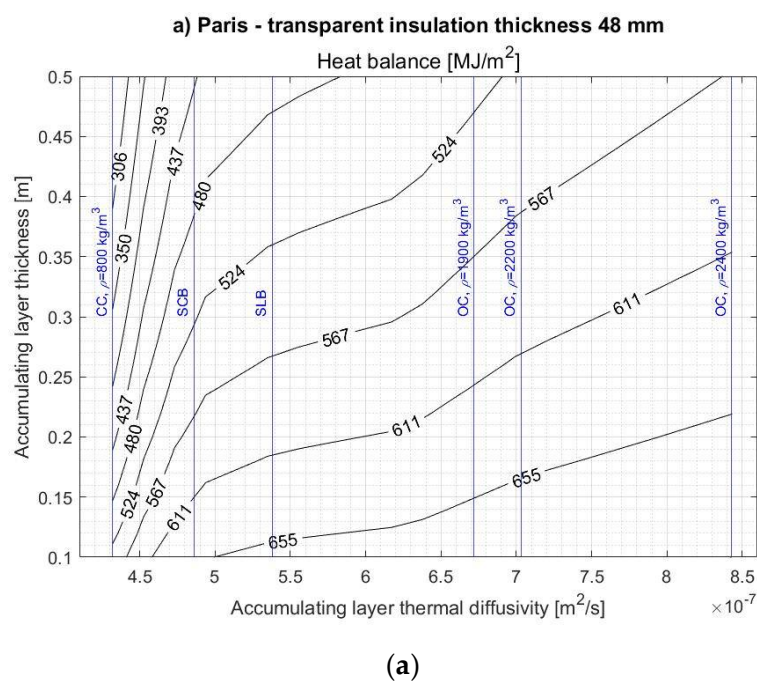 a) Paris - transparent insulation thickness 48 mm
Heat balance [MJ/m²]
Accumulating layer thickness [m]
0.5
0.45
0.4
0.35
0.3
0.25
0.2
0.15
0.1
306
350
393
437
480
524
567
611
655
437
480
524
567
611
655
524
567
611
CC, ρ=800 kg/m³
SCB
SLB
OC, ρ=1900 kg/m³
OC, ρ=2200 kg/m³
OC, ρ=2400 kg/m³
4.5 5 5.5 6 6.5 7 7.5 8 8.5
×10⁻⁷
Accumulating layer thermal diffusivity [m²/s]
(a)